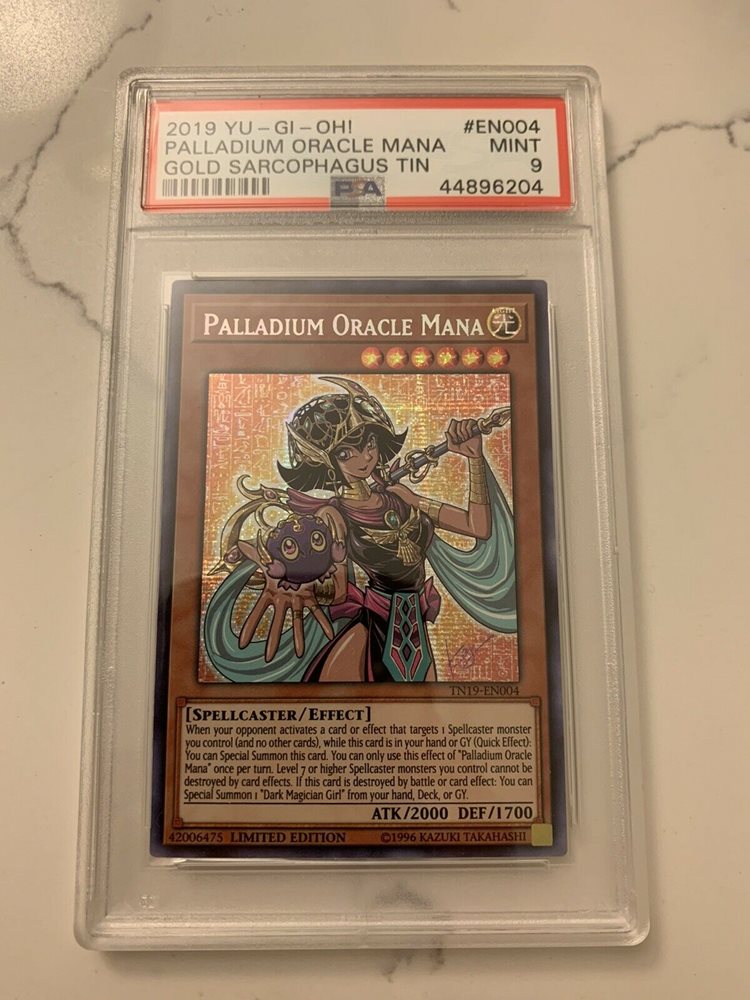 2019 YU-GI-OH! #EN004
PALLADIUM ORACLE MANA MINT
GOLD SARCOPHAGUS TIN 9
PSA 44896204
PALLADIUM ORACLE MANA LIGHT 光
TN19-EN004
[SPELLCASTER/EFFECT]
When your opponent activates a card or effect that targets 1 Spellcaster monster
you control (and no other cards), while this card is in your hand or GY (Quick Effect):
You can Special Summon this card. You can only use this effect of "Palladium Oracle
Mana" once per turn. Level 7 or higher Spellcaster monsters you control cannot be
destroyed by card effects. If this card is destroyed by battle or card effect: You can
Special Summon 1 "Dark Magician Girl" from your hand, Deck, or GY.
ATK/2000 DEF/1700
42006475 LIMITED EDITION ©1996 KAZUKI TAKAHASHI